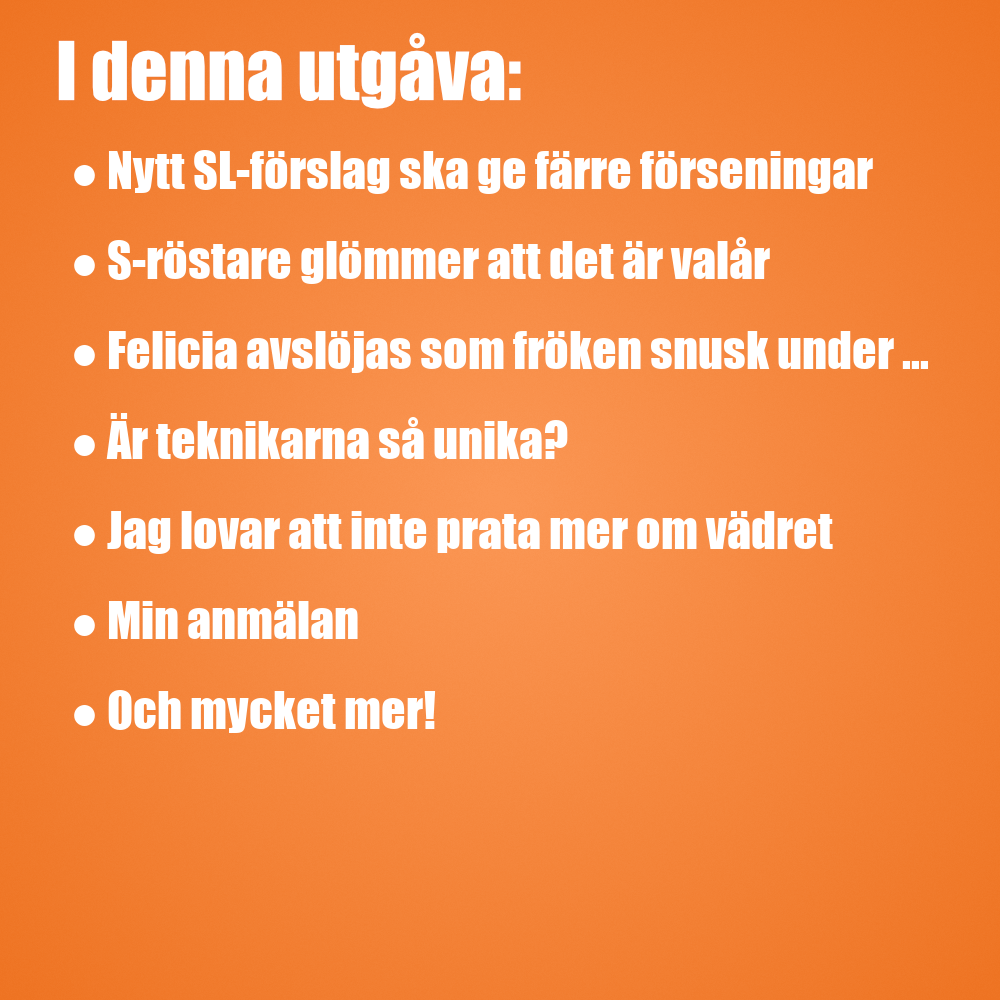 I denna utgåva:
● Nytt SL-förslag ska ge färre förseningar
● S-röstare glömmer att det är valår
● Felicia avslöjas som fröken snusk under ...
● Är teknikarna så unika?
● Jag lovar att inte prata mer om vädret
● Min anmälan
● Och mycket mer!